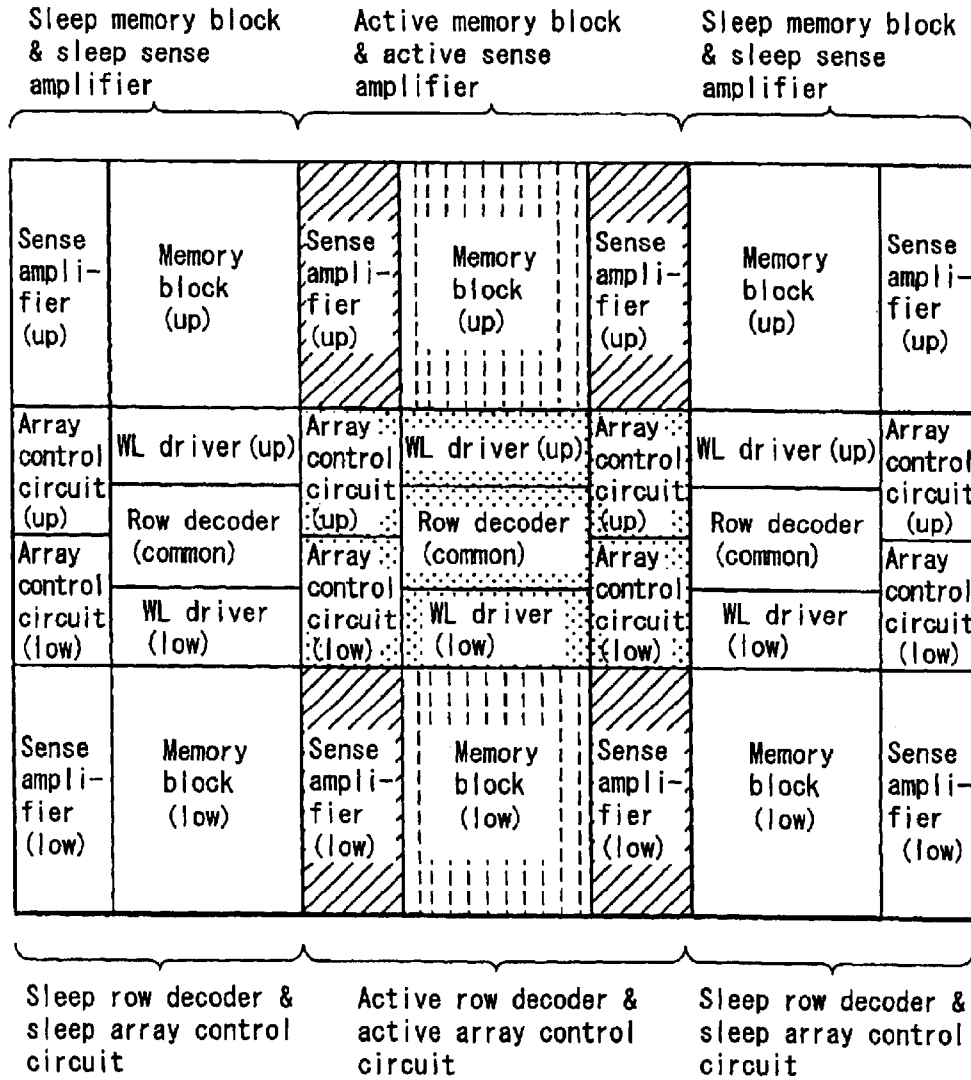 Sleep memory block
& sleep sense
amplifier
Active memory block
& active sense
amplifier
Sleep memory block
& sleep sense
amplifier
Sense
ampli-
fier
(up)
Memory
block
(up)
Sense
ampli-
fier
(up)
Memory
block
(up)
Sense
ampli-
fier
(up)
Memory
block
(up)
Sense
ampli-
fier
(up)
Array
control
circuit
(up)
WL driver(up)
Array
control
circuit
(up)
WL driver(up)
Array
control
circuit
(up)
WL driver(up)
Array
control
circuit
(up)
Row decoder
(common)
Row decoder
(common)
Row decoder
(common)
Array
control
circuit
(low)
WL driver
(low)
Array
control
circuit
(low)
WL driver
(low)
Array
control
circuit
(low)
WL driver
(low)
Array
control
circuit
(low)
Sense
ampli-
fier
(low)
Memory
block
(low)
Sense
ampli-
fier
(low)
Memory
block
(low)
Sense
ampli-
fier
(low)
Memory
block
(low)
Sense
ampli-
fier
(low)
Sleep row decoder &
sleep array control
circuit
Active row decoder &
active array control
circuit
Sleep row decoder &
sleep array control
circuit